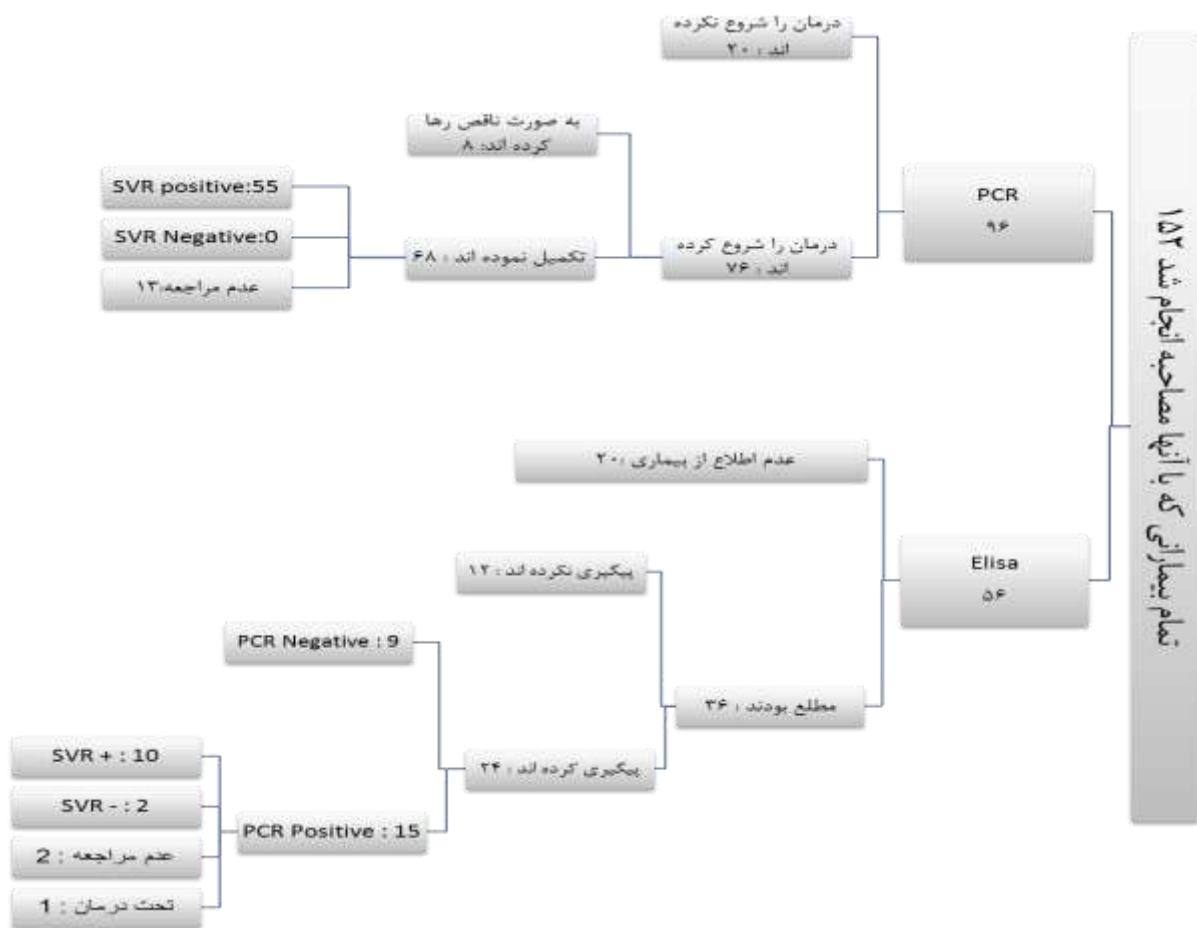 تمام بیمارانی که با آنها مصاحبه انجام شد ۱۵۲
PCR
۹۶
درمان را شروع نکرده
اند : ۲۰
درمان را شروع کرده
اند : ۷۶
به صورت ناقص رها
کرده اند: ۸
تکمیل نموده اند : ۶۸
SVR positive:55
SVR Negative:0
عدم مراجعه:۱۳
Elisa
۵۶
عدم اطلاع از بیماری :۲۰
مطلع بودند : ۳۶
پیگیری نکرده اند : ۱۲
پیگیری کرده اند : ۲۴
PCR Negative : 9
PCR Positive : 15
SVR + : 10
SVR - : 2
عدم مراجعه : 2
تحت درمان : 1